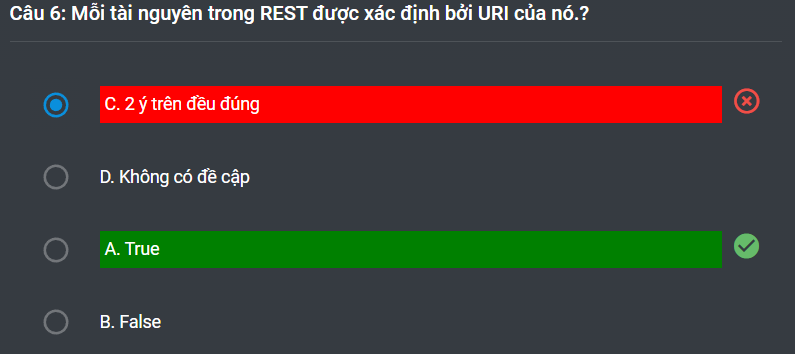 Câu 6: Mỗi tài nguyên trong REST được xác định bởi URI của nó.?
C. 2 ý trên đều đúng
D. Không có đề cập
A. True
B. False